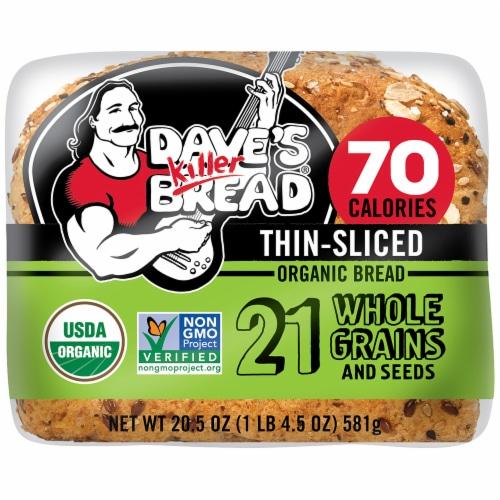 DAVE'S
Killer
BREAD®
70
CALORIES
THIN-SLICED
ORGANIC BREAD
USDA
ORGANIC
NON
GMO
Project
VERIFIED
nongmoproject.org
21 WHOLE
GRAINS
AND SEEDS
NET WT 20.5 OZ (1 LB 4.5 OZ) 581g